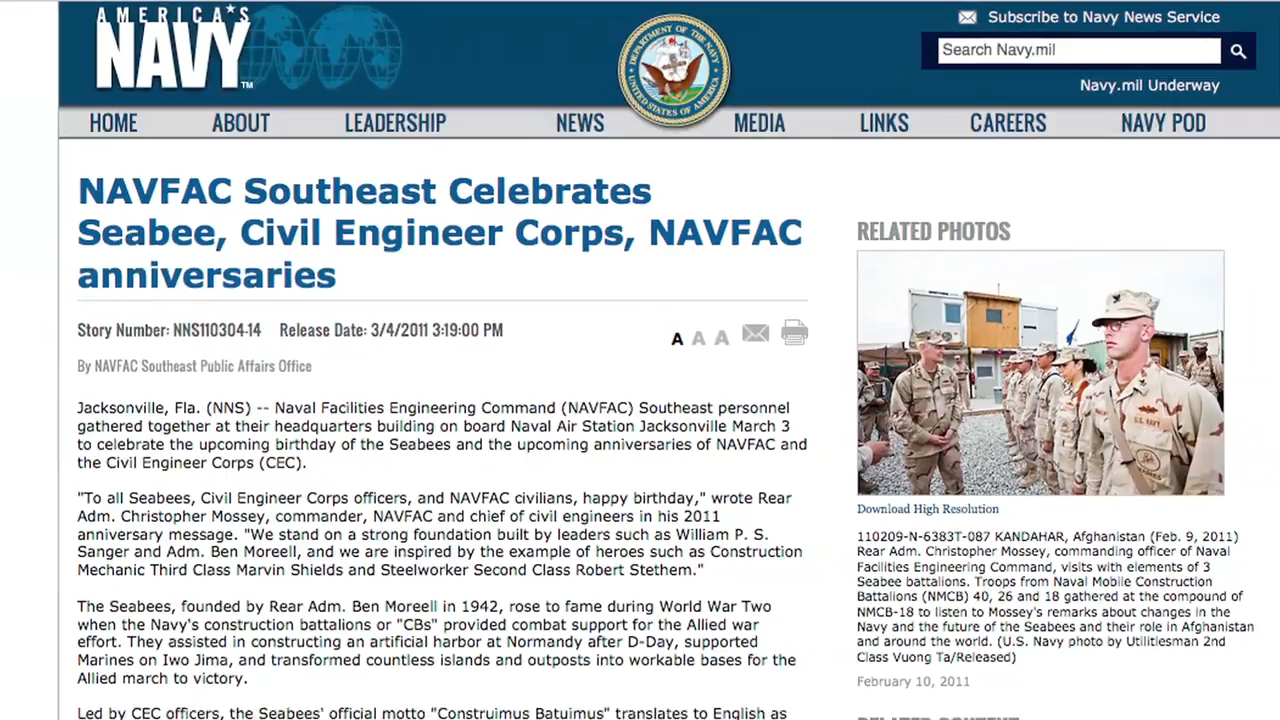 AMERICA★S
NAVY™
DEPARTMENT OF THE NAVY
UNITED STATES OF AMERICA
Subscribe to Navy News Service
Search Navy.mil
Navy.mil Underway
HOME ABOUT LEADERSHIP NEWS MEDIA LINKS CAREERS NAVY POD
NAVFAC Southeast Celebrates
Seabee, Civil Engineer Corps, NAVFAC
anniversaries
Story Number: NNS110304-14 Release Date: 3/4/2011 3:19:00 PM
A A A
By NAVFAC Southeast Public Affairs Office
Jacksonville, Fla. (NNS) -- Naval Facilities Engineering Command (NAVFAC) Southeast personnel
gathered together at their headquarters building on board Naval Air Station Jacksonville March 3
to celebrate the upcoming birthday of the Seabees and the upcoming anniversaries of NAVFAC and
the Civil Engineer Corps (CEC).
"To all Seabees, Civil Engineer Corps officers, and NAVFAC civilians, happy birthday," wrote Rear
Adm. Christopher Mossey, commander, NAVFAC and chief of civil engineers in his 2011
anniversary message. "We stand on a strong foundation built by leaders such as William P. S.
Sanger and Adm. Ben Moreell, and we are inspired by the example of heroes such as Construction
Mechanic Third Class Marvin Shields and Steelworker Second Class Robert Stethem."
The Seabees, founded by Rear Adm. Ben Moreell in 1942, rose to fame during World War Two
when the Navy's construction battalions or "CBs" provided combat support for the Allied war
effort. They assisted in constructing an artificial harbor at Normandy after D-Day, supported
Marines on Iwo Jima, and transformed countless islands and outposts into workable bases for the
Allied march to victory.
Led by CEC officers, the Seabees' official motto "Construimus Batuimus" translates to English as
RELATED PHOTOS
U.S. NAVY
Download High Resolution
110209-N-6383T-087 KANDAHAR, Afghanistan (Feb. 9, 2011)
Rear Adm. Christopher Mossey, commanding officer of Naval
Facilities Engineering Command, visits with elements of 3
Seabee battalions. Troops from Naval Mobile Construction
Battalions (NMCB) 40, 26 and 18 gathered at the compound of
NMCB-18 to listen to Mossey's remarks about changes in the
Navy and the future of the Seabees and their role in Afghanistan
and around the world. (U.S. Navy photo by Utilitiesman 2nd
Class Vuong Ta/Released)
February 10, 2011
RELATED CONTENT